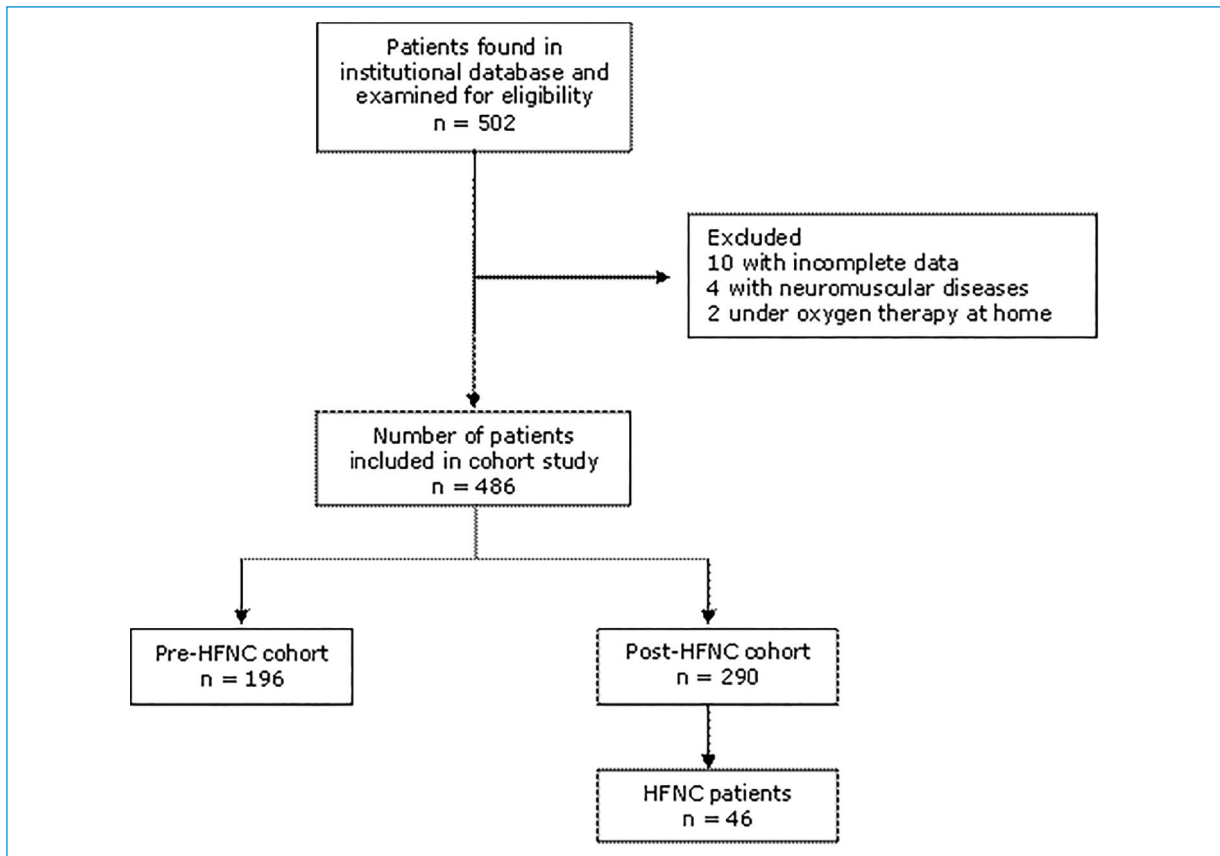 Patients found in
institutional database and
examined for eligibility
n = 502
Excluded
10 with incomplete data
4 with neuromuscular diseases
2 under oxygen therapy at home
Number of patients
included in cohort study
n = 486
Pre-HFNC cohort
n = 196
Post-HFNC cohort
n = 290
HFNC patients
n = 46